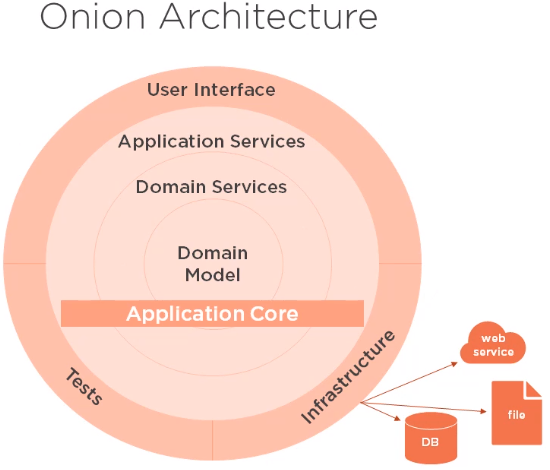 Onion Architecture
User Interface
Application Services
Domain Services
Domain
Model
Application Core
Tests
Infrastructure
web
service
file
DB